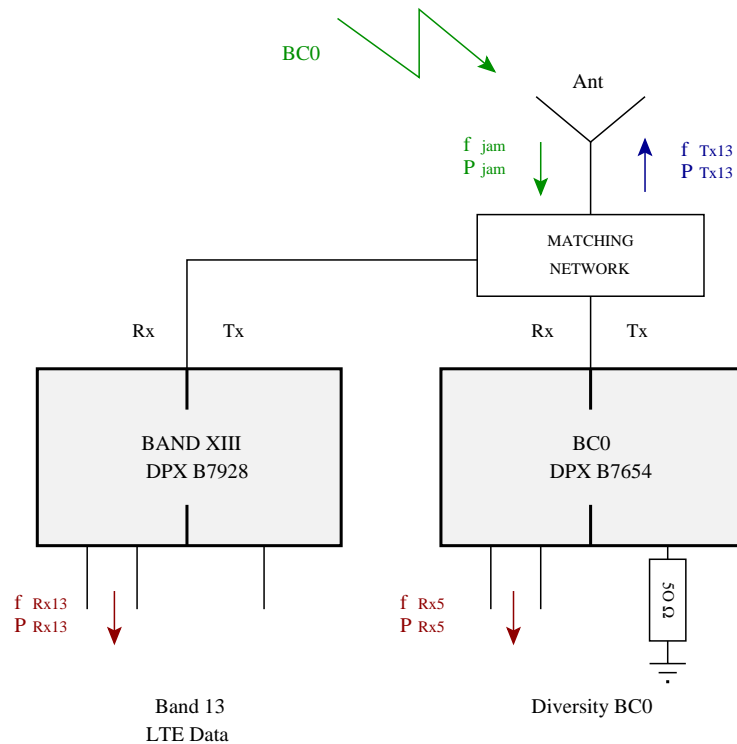 BC0
Ant
f jam
P jam
f Tx13
P Tx13
MATCHING
NETWORK
Rx Tx
Rx Tx
BAND XIII
DPX B7928
BC0
DPX B7654
f Rx13
P Rx13
f Rx5
P Rx5
50 Ω
Band 13
LTE Data
Diversity BC0